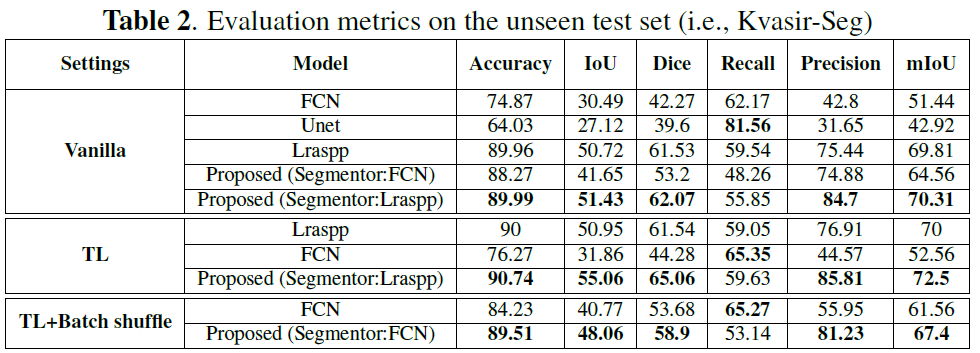 Table 2. Evaluation metrics on the unseen test set (i.e., Kvasir-Seg)
Settings Model Accuracy IoU Dice Recall Precision mIoU
Vanilla FCN 74.87 30.49 42.27 62.17 42.8 51.44
Unet 64.03 27.12 39.6 81.56 31.65 42.92
Lraspp 89.96 50.72 61.53 59.54 75.44 69.81
Proposed (Segmentor:FCN) 88.27 41.65 53.2 48.26 74.88 64.56
Proposed (Segmentor:Lraspp) 89.99 51.43 62.07 55.85 84.7 70.31
TL Lraspp 90 50.95 61.54 59.05 76.91 70
FCN 76.27 31.86 44.28 65.35 44.57 52.56
Proposed (Segmentor:Lraspp) 90.74 55.06 65.06 59.63 85.81 72.5
TL+Batch shuffle FCN 84.23 40.77 53.68 65.27 55.95 61.56
Proposed (Segmentor:FCN) 89.51 48.06 58.9 53.14 81.23 67.4